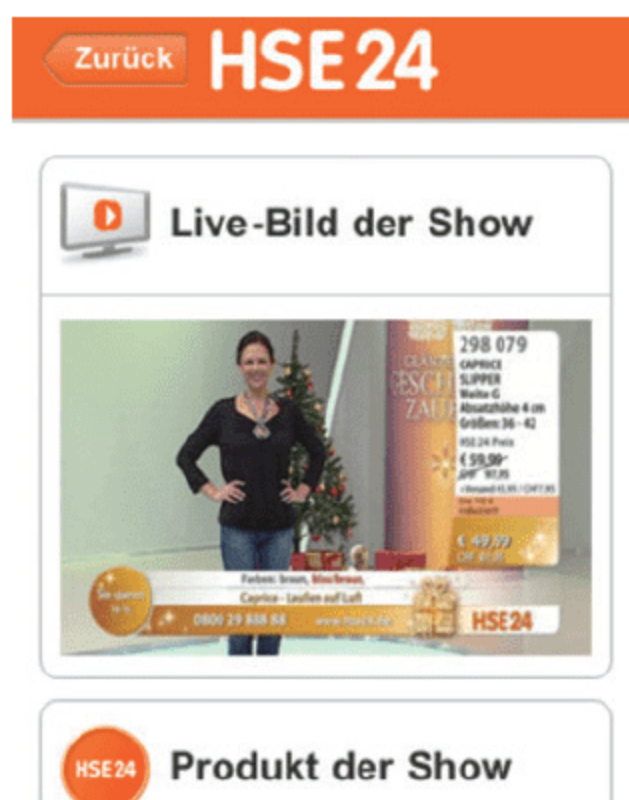 Zurück HSE24
Live-Bild der Show
298 079
CAPRICE
SLIPPER
Weite G
Absatzhöhe 4 cm
Größen: 36 - 42
HSE24 Preis
€ 59,99
€ 49,99
Farben: braun,
Caprice - Laufen auf Luft
0800 29 888 88
HSE24
HSE24 Produkt der Show